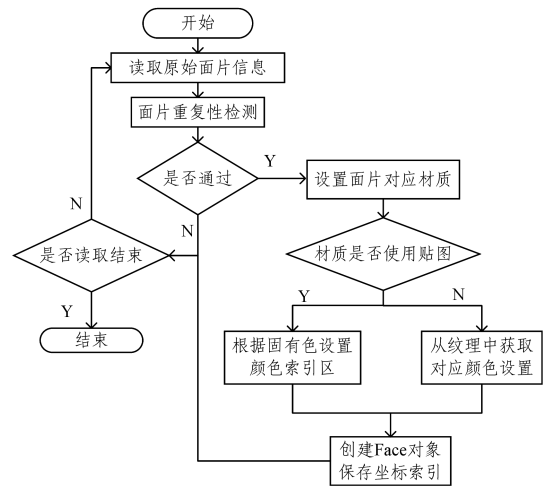 开始
读取原始面片信息
面片重复性检测
是否通过
Y
设置面片对应材质
N
N
是否读取结束
材质是否使用贴图
Y
结束
Y
N
根据固有色设置
颜色索引区
从纹理中获取
对应颜色设置
创建Face对象
保存坐标索引